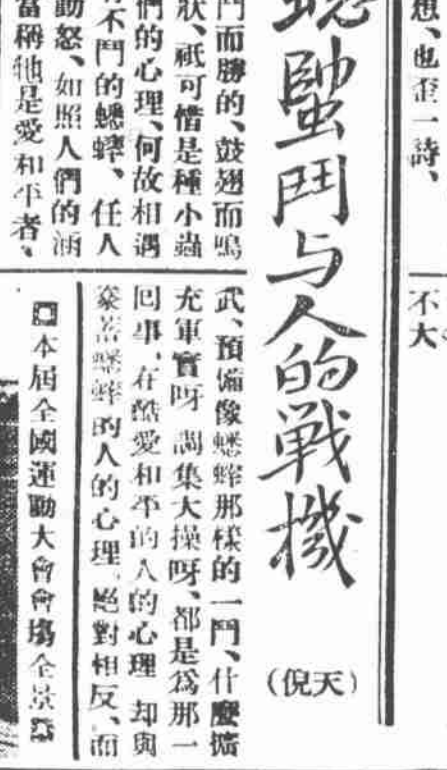 想、也歪一詩、
不大
蟀鬥与人的戰機
(天倪)
鬥而勝的、鼓翅而鳴
狀、祇可惜是種小蟲
們的心理、何故相遇
不鬥的蟋蟀、任人
動怒、如照人們的涵
當稱牠是愛和平者、
武、預備像蟋蟀那樣的一鬥、什麼擴
充軍實呀 調集大操呀、都是爲那一
回事、在酷愛和平的人的心理 却與
豢蓄蟋蟀的人的心理、絕對相反、而
本屆全國運動大會會場全景